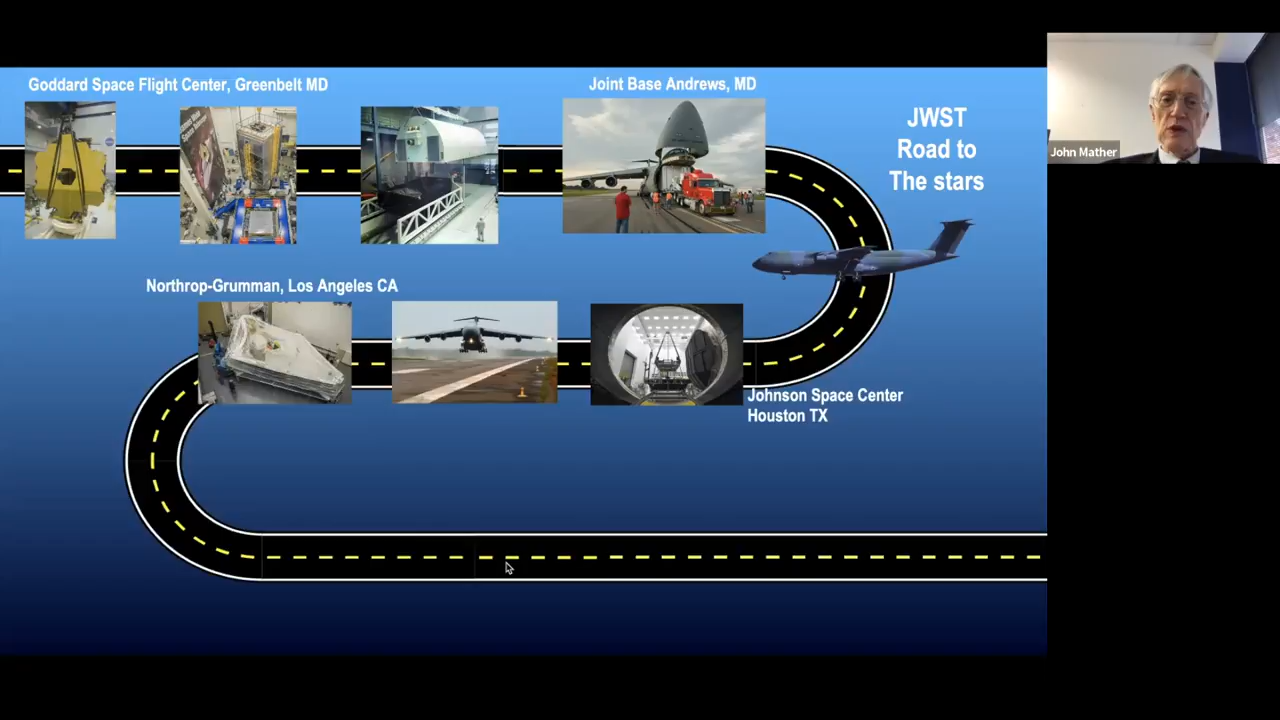 Goddard Space Flight Center, Greenbelt MD
Joint Base Andrews, MD
JWST
Road to
The stars
John Mather
Northrop-Grumman, Los Angeles CA
Johnson Space Center
Houston TX